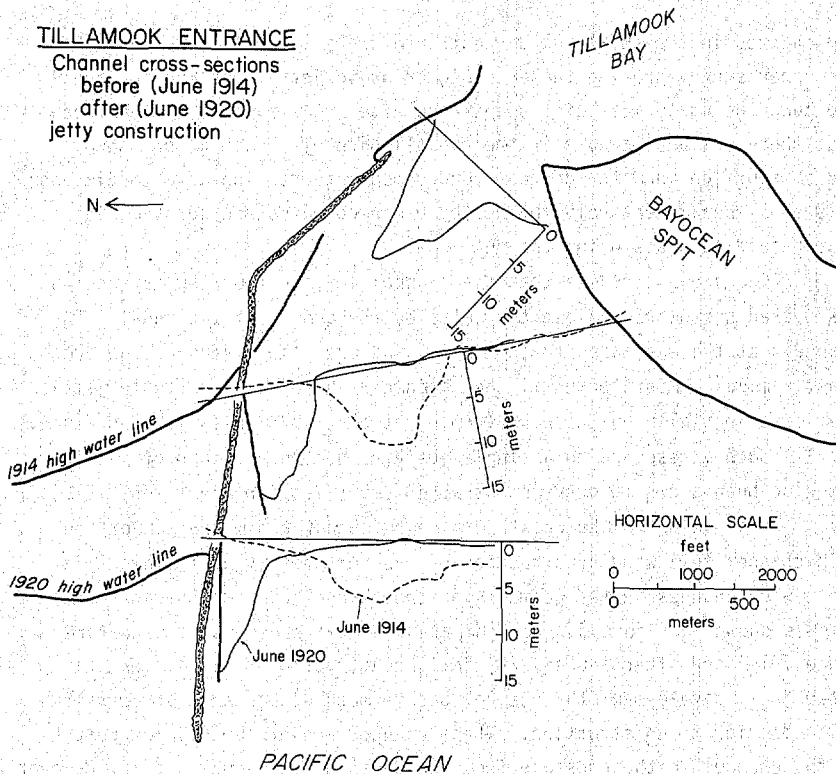 TILLAMOOK ENTRANCE
Channel cross-sections
before (June 1914)
after (June 1920)
jetty construction
TILLAMOOK
BAY
N
BAYOCEAN
SPIT
0
5
10
15
meters
0
5
10
15
meters
1914 high water line
HORIZONTAL SCALE
feet
0 1000 2000
0 600
meters
1920 high water line
0
5
10
15
meters
June 1914
June 1920
PACIFIC OCEAN